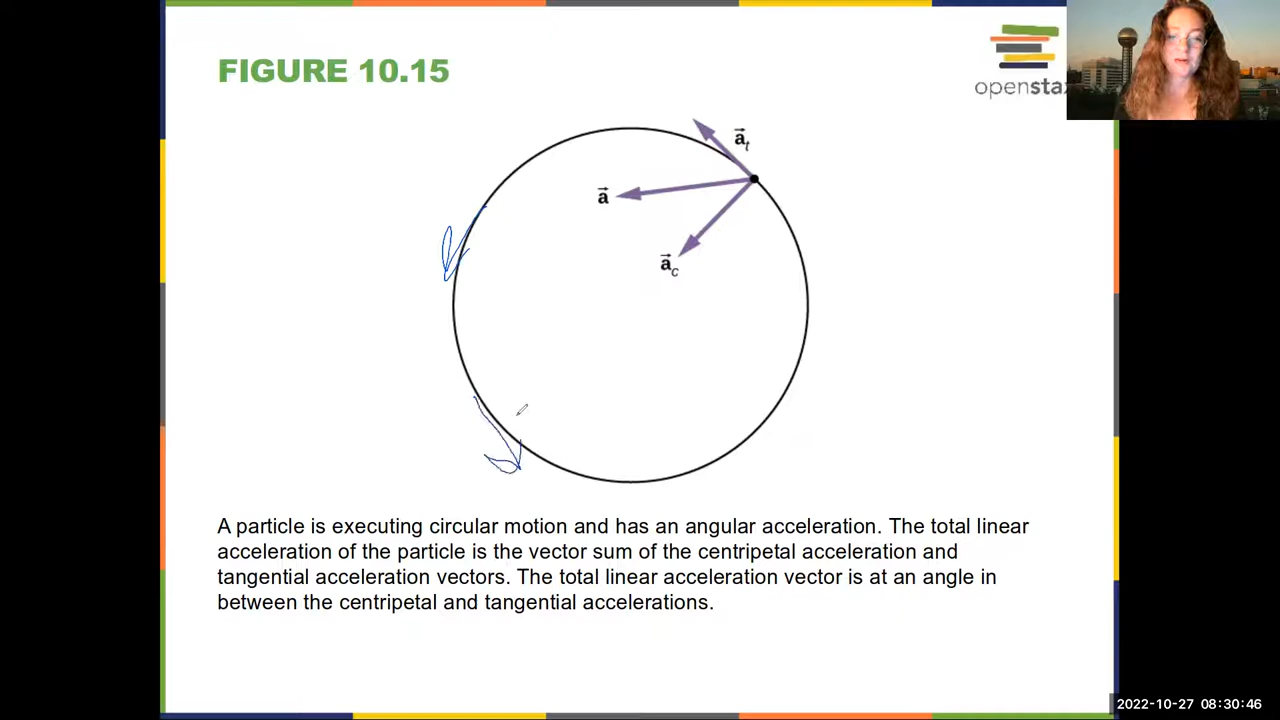 FIGURE 10.15
openstax
a⃗t
a⃗
a⃗c
A particle is executing circular motion and has an angular acceleration. The total linear
acceleration of the particle is the vector sum of the centripetal acceleration and
tangential acceleration vectors. The total linear acceleration vector is at an angle in
between the centripetal and tangential accelerations.
2022-10-27 08:30:46